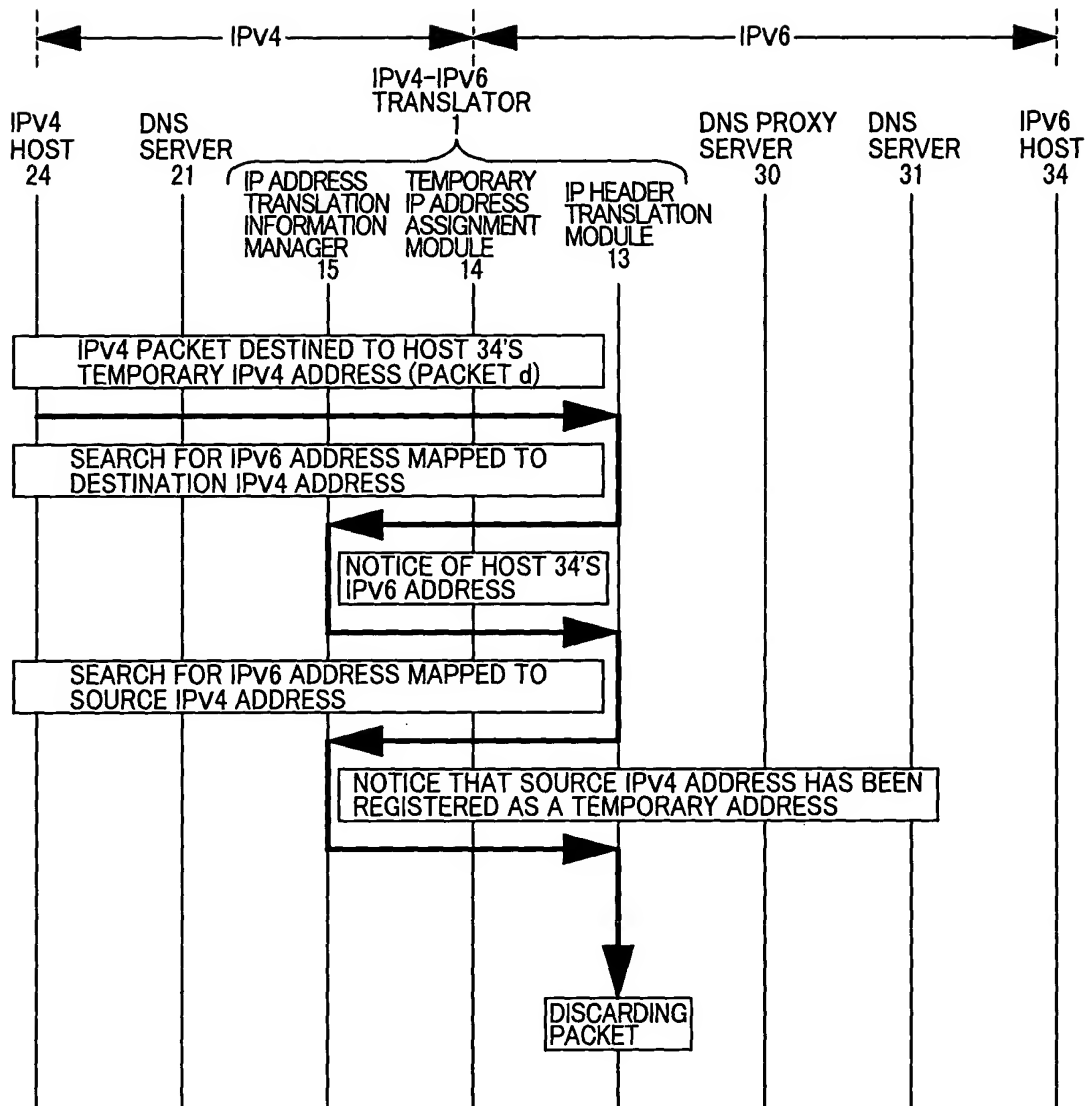 IPV4
IPV6
IPV4-IPV6
TRANSLATOR
1
IPV4
HOST
24
DNS
SERVER
21
IP ADDRESS
TRANSLATION
INFORMATION
MANAGER
15
TEMPORARY
IP ADDRESS
ASSIGNMENT
MODULE
14
IP HEADER
TRANSLATION
MODULE
13
DNS PROXY
SERVER
30
DNS
SERVER
31
IPV6
HOST
34
IPV4 PACKET DESTINED TO HOST 34'S
TEMPORARY IPV4 ADDRESS (PACKET d)
SEARCH FOR IPV6 ADDRESS MAPPED TO
DESTINATION IPV4 ADDRESS
NOTICE OF HOST 34'S
IPV6 ADDRESS
SEARCH FOR IPV6 ADDRESS MAPPED TO
SOURCE IPV4 ADDRESS
NOTICE THAT SOURCE IPV4 ADDRESS HAS BEEN
REGISTERED AS A TEMPORARY ADDRESS
DISCARDING
PACKET